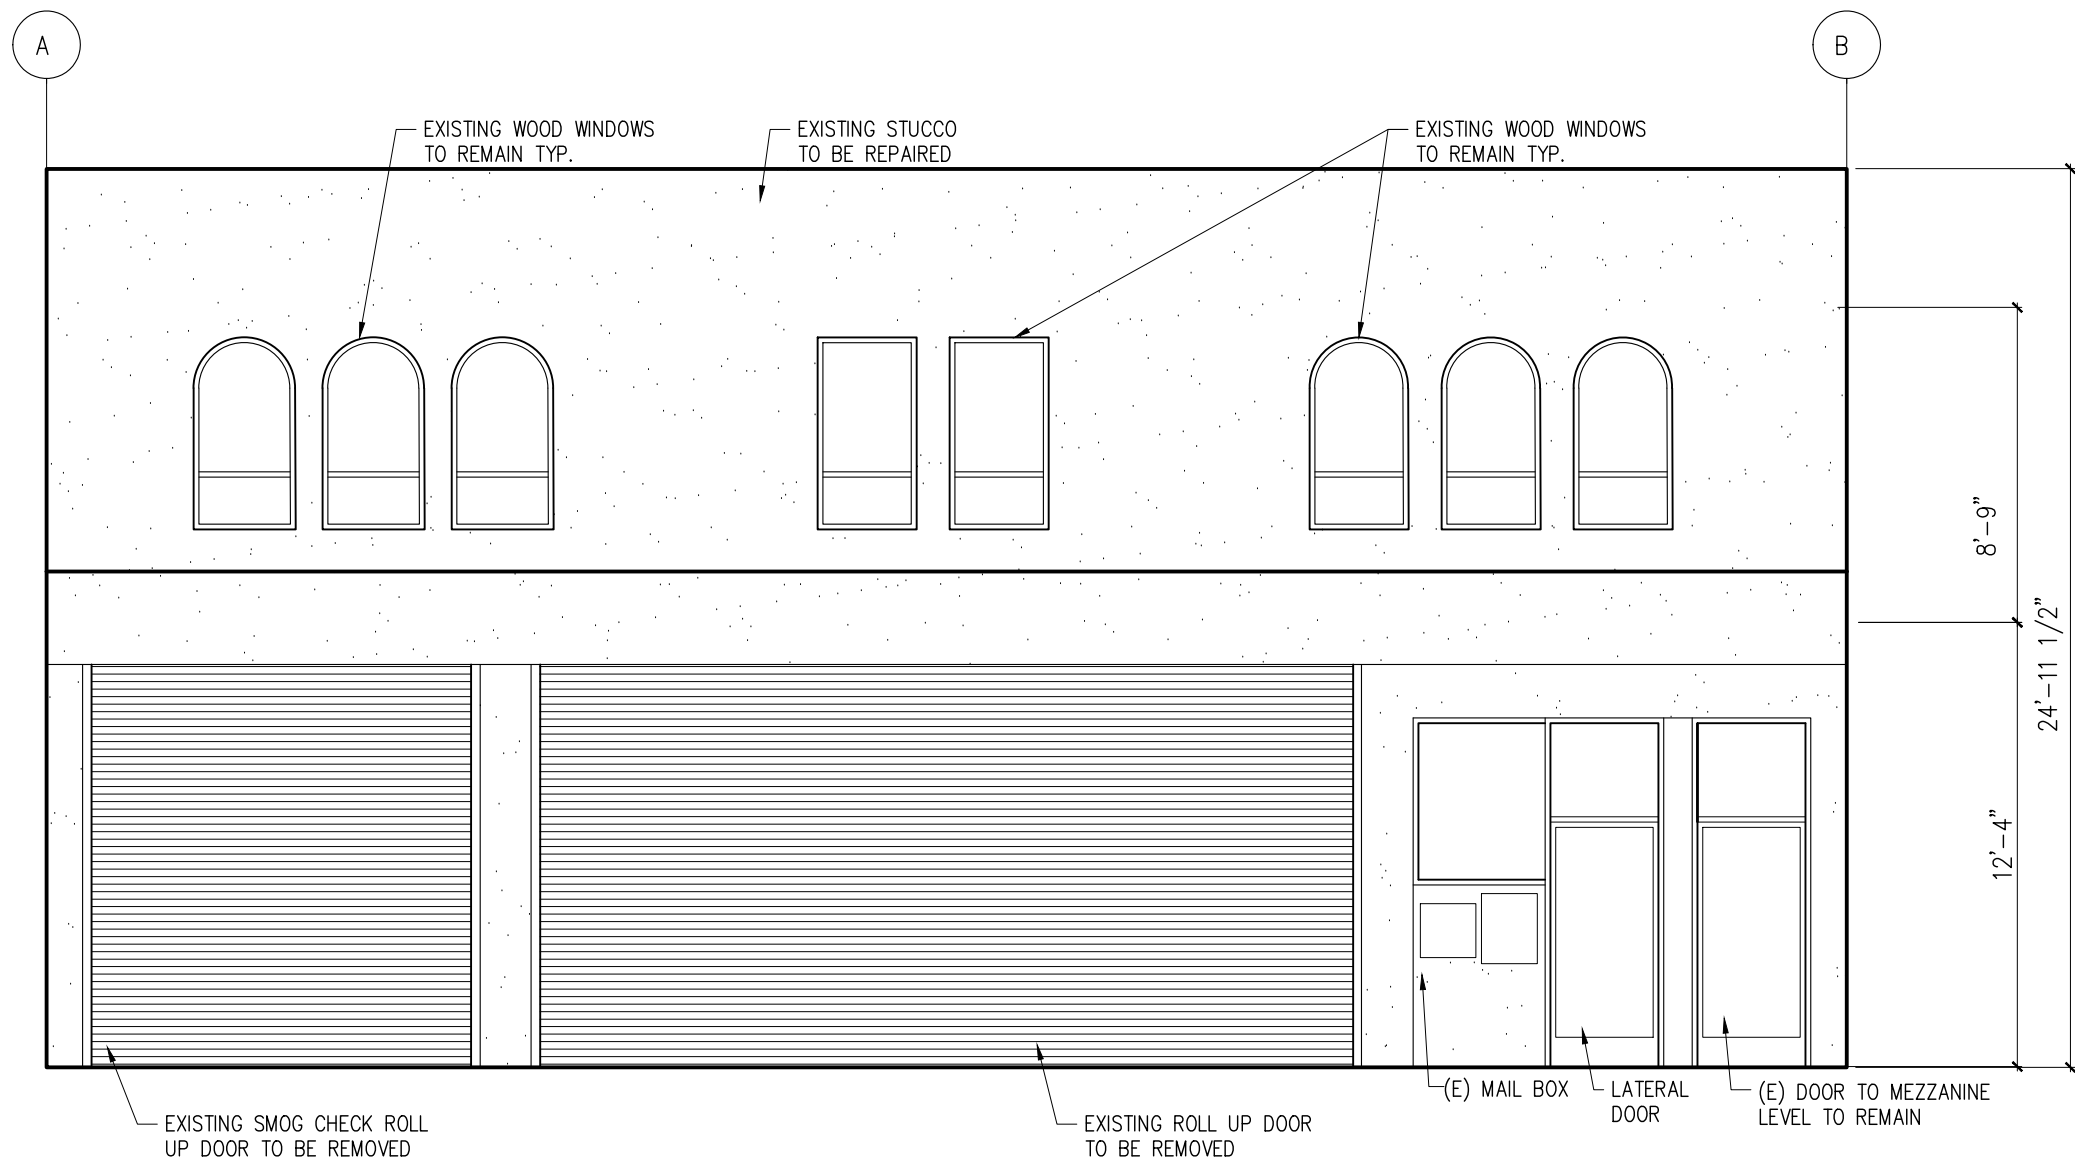 A
B
EXISTING WOOD WINDOWS
TO REMAIN TYP.
EXISTING STUCCO
TO BE REPAIRED
EXISTING WOOD WINDOWS
TO REMAIN TYP.
8'-9"
24'-11 1/2"
12'-4"
EXISTING SMOG CHECK ROLL
UP DOOR TO BE REMOVED
EXISTING ROLL UP DOOR
TO BE REMOVED
(E) MAIL BOX
LATERAL
DOOR
(E) DOOR TO MEZZANINE
LEVEL TO REMAIN